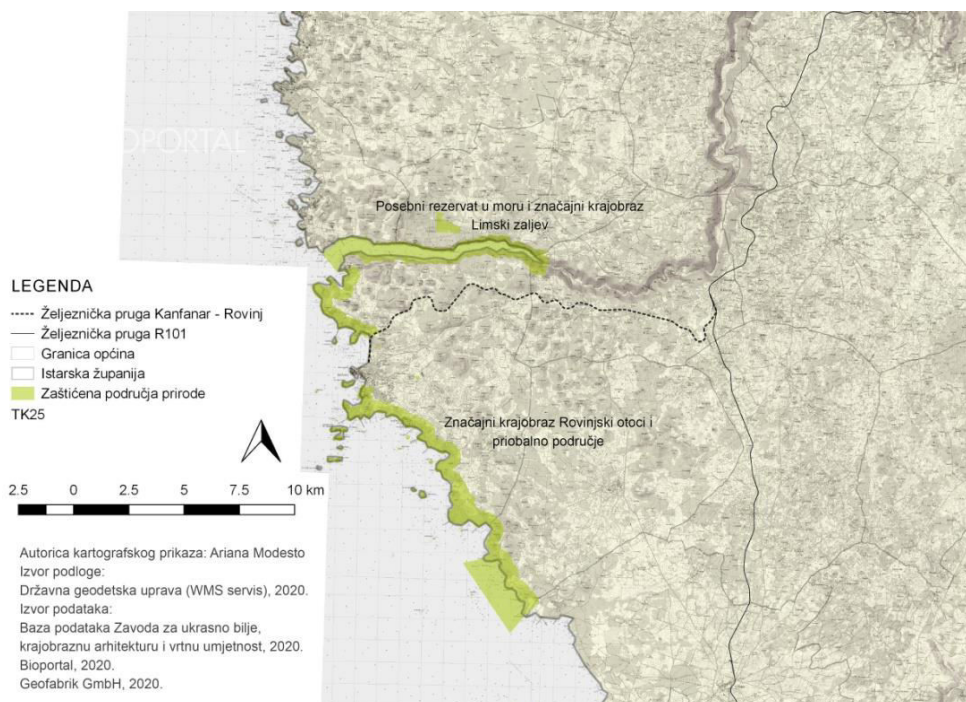 OPORTAL
Posebni rezervat u moru i značajni krajobraz
Limski zaljev
LEGENDA
Željeznička pruga Kanfanar - Rovinj
Željeznička pruga R101
Granica općina
Istarska županija
Zaštićena područja prirode
TK25
Značajni krajobraz Rovinjski otoci i
priobalno područje
2.5 0 2.5 5 7.5 10 km
Autorica kartografskog prikaza: Ariana Modesto
Izvor podloge:
Državna geodetska uprava (WMS servis), 2020.
Izvor podataka:
Baza podataka Zavoda za ukrasno bilje,
krajobraznu arhitekturu i vrtnu umjetnost, 2020.
Bioportal, 2020.
Geofabrik GmbH, 2020.